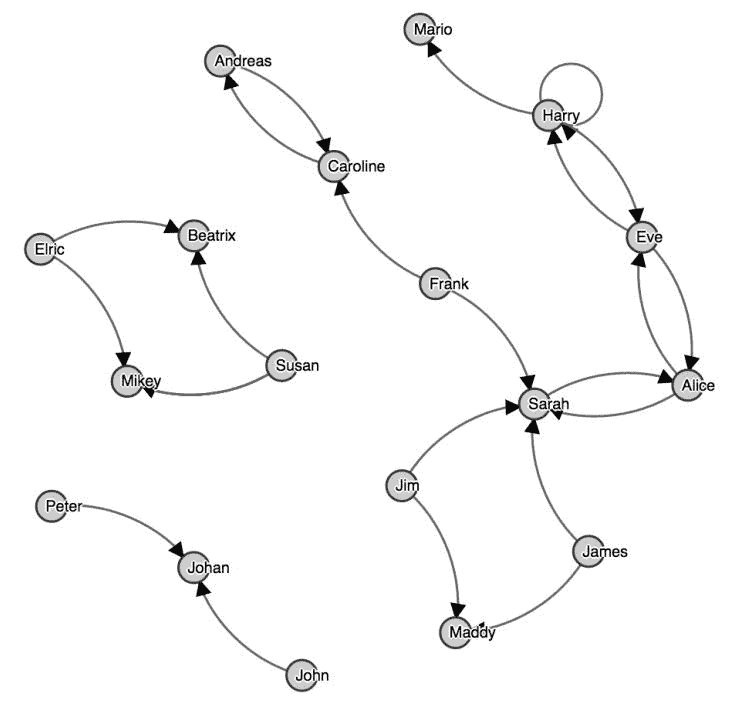 Mario
Andreas
Harry
Caroline
Beatrix
Eve
Elric
Frank
Susan
Mikey
Alice
Sarah
Jim
Peter
James
Johan
Maddy
John